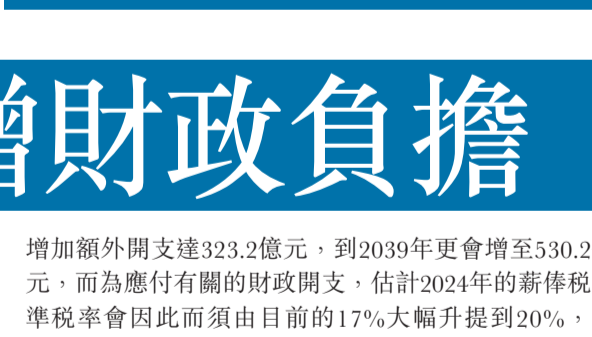 增財政負擔
增加額外開支達323.2億元，到2039年更會增至530.2
元，而為應付有關的財政開支，估計2024年的薪俸税
準税率會因此而須由目前的17%大幅升提到20%，